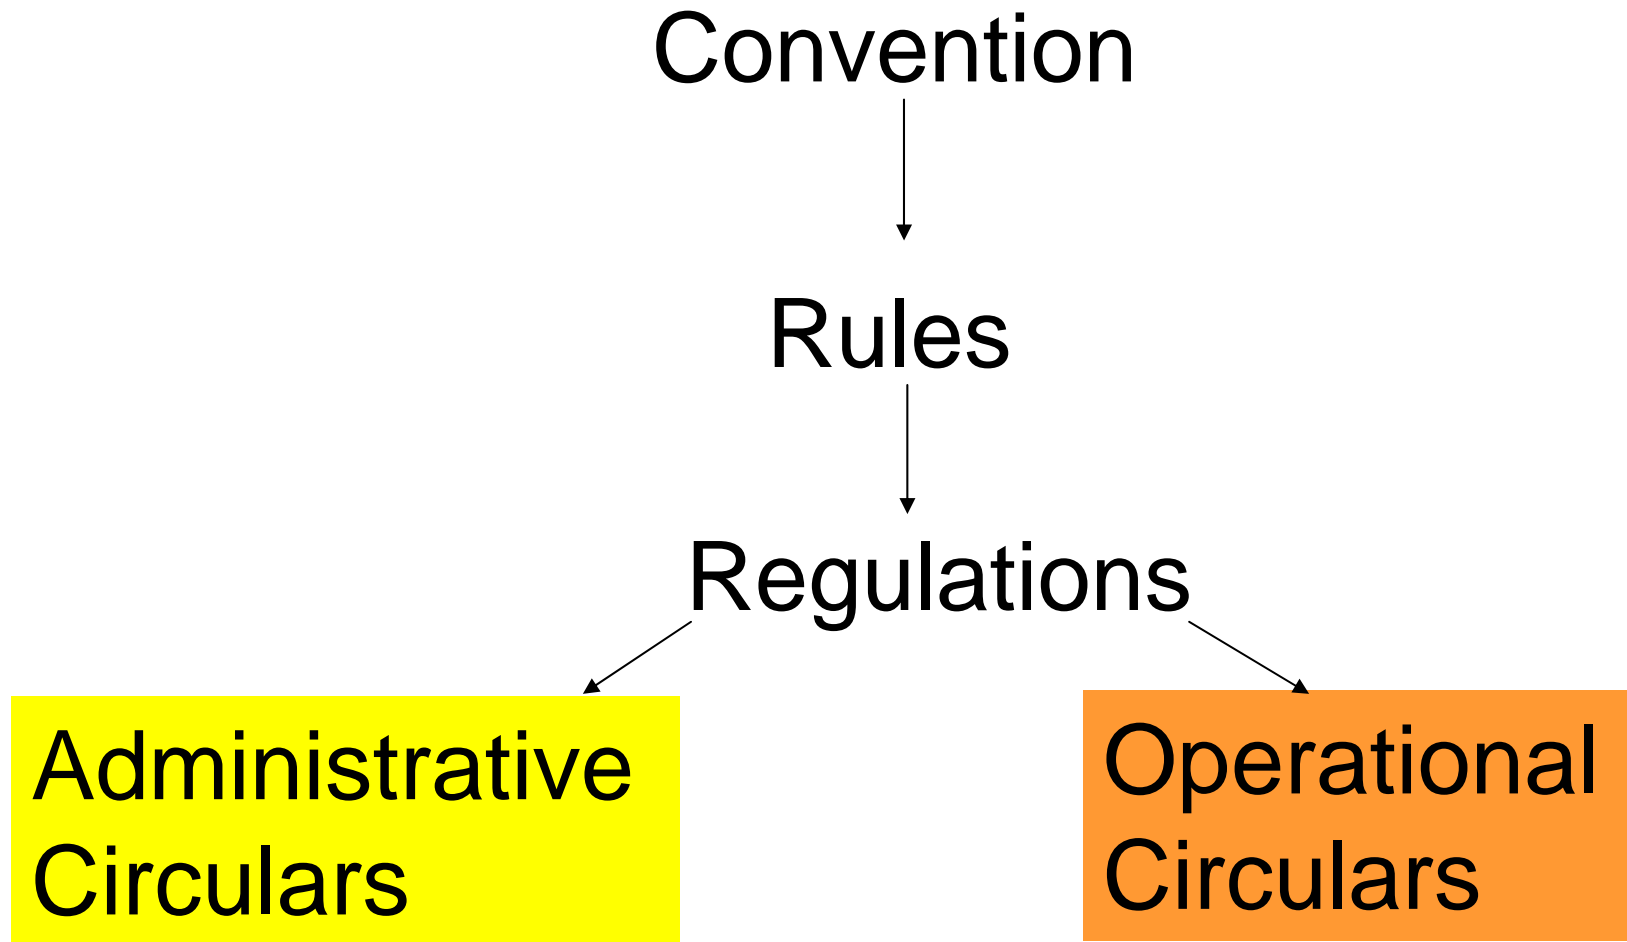 Convention
Rules
Regulations
Administrative
Circulars
Operational
Circulars